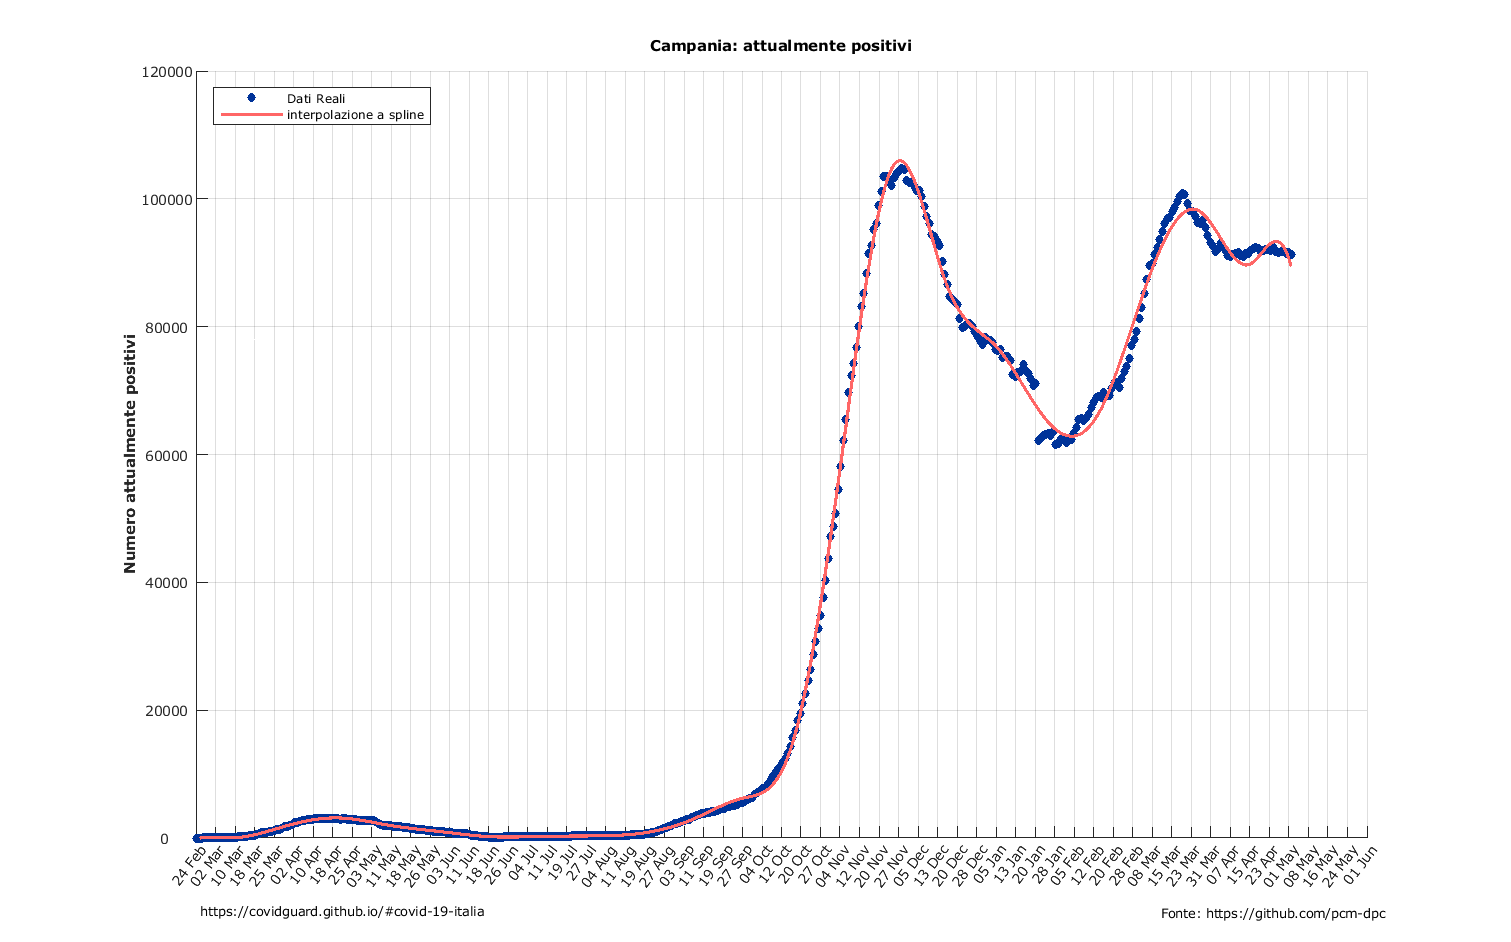 Campania: attualmente positivi
120000
100000
80000
60000
40000
20000
0
Numero attualmente positivi
Dati Reali
interpolazione a spline
24 Feb
02 Mar
10 Mar
18 Mar
25 Mar
02 Apr
10 Apr
18 Apr
25 Apr
03 May
11 May
18 May
26 May
03 Jun
11 Jun
18 Jun
26 Jun
04 Jul
11 Jul
19 Jul
27 Jul
04 Aug
11 Aug
19 Aug
27 Aug
03 Sep
11 Sep
19 Sep
27 Sep
04 Oct
12 Oct
20 Oct
27 Oct
04 Nov
12 Nov
20 Nov
27 Nov
05 Dec
13 Dec
20 Dec
28 Dec
05 Jan
13 Jan
20 Jan
28 Jan
05 Feb
13 Feb
20 Feb
28 Feb
08 Mar
15 Mar
23 Mar
31 Mar
07 Apr
15 Apr
23 Apr
01 May
08 May
16 May
24 May
01 Jun
https://covidguard.github.io/#covid-19-italia
Fonte: https://github.com/pcm-dpc